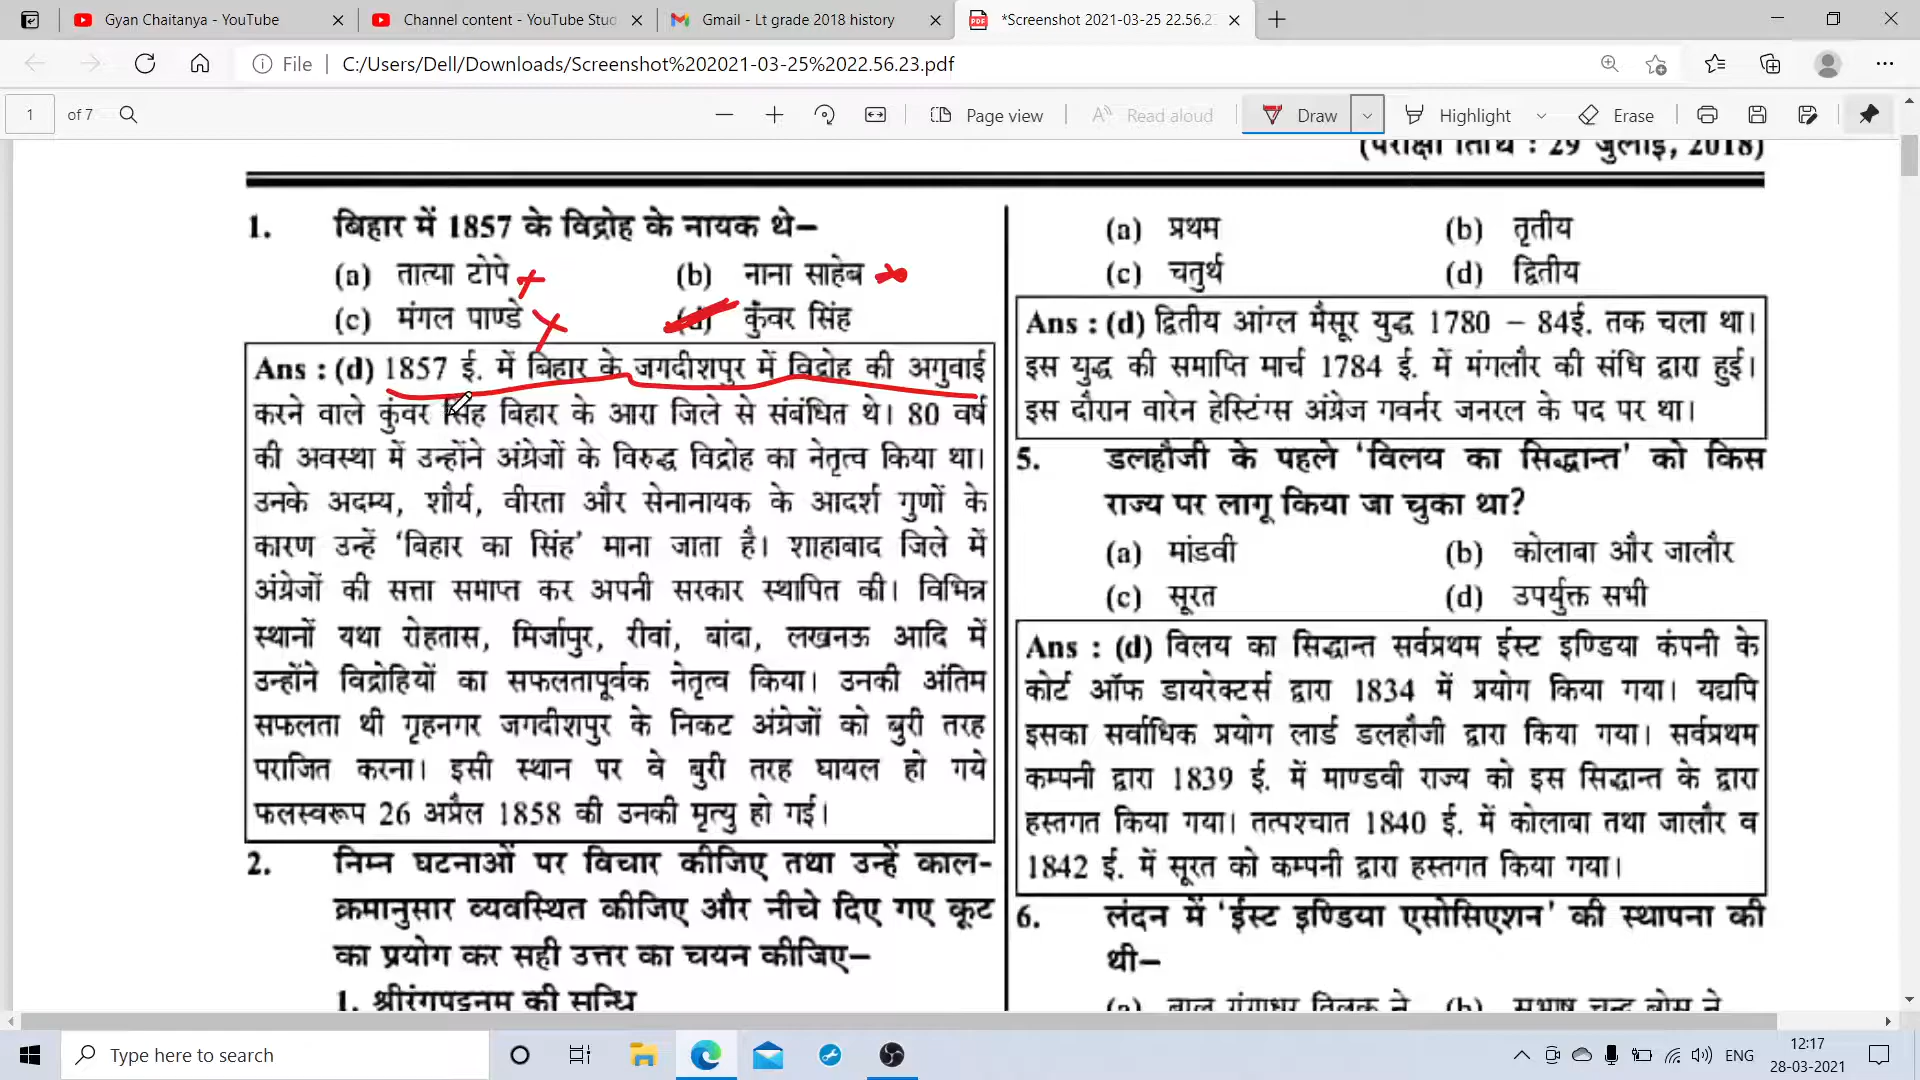 Gyan Chaitanya - YouTube
Channel content - YouTube Stud
Gmail - Lt grade 2018 history
*Screenshot 2021-03-25 22.56.23
File
C:/Users/Dell/Downloads/Screenshot%202021-03-25%2022.56.23.pdf
1 of 7
Page view
Read aloud
Draw
Highlight
Erase
(परीक्षा तिथि : 29 जुलाई, 2018)
1. बिहार में 1857 के विद्रोह के नायक थे–
(a) तात्या टोपे (b) नाना साहेब
(c) मंगल पाण्डे (d) कुँवर सिंह
Ans : (d) 1857 ई. में बिहार के जगदीशपुर में विद्रोह की अगुवाई
करने वाले कुंवर सिंह बिहार के आरा जिले से संबंधित थे। 80 वर्ष
की अवस्था में उन्होंने अंग्रेजों के विरुद्ध विद्रोह का नेतृत्व किया था।
उनके अदम्य, शौर्य, वीरता और सेनानायक के आदर्श गुणों के
कारण उन्हें ‘बिहार का सिंह’ माना जाता है। शाहाबाद जिले में
अंग्रेजों की सत्ता समाप्त कर अपनी सरकार स्थापित की। विभिन्न
स्थानों यथा रोहतास, मिर्जापुर, रीवां, बांदा, लखनऊ आदि में
उन्होंने विद्रोहियों का सफलतापूर्वक नेतृत्व किया। उनकी अंतिम
सफलता थी गृहनगर जगदीशपुर के निकट अंग्रेजों को बुरी तरह
पराजित करना। इसी स्थान पर वे बुरी तरह घायल हो गये
फलस्वरूप 26 अप्रैल 1858 की उनकी मृत्यु हो गई।
2. निम्न घटनाओं पर विचार कीजिए तथा उन्हें काल-
क्रमानुसार व्यवस्थित कीजिए और नीचे दिए गए कूट
का प्रयोग कर सही उत्तर का चयन कीजिए–
1. श्रीरंगपट्टनम की सन्धि
(a) प्रथम (b) तृतीय
(c) चतुर्थ (d) द्वितीय
Ans : (d) द्वितीय आंग्ल मैसूर युद्ध 1780 – 84ई. तक चला था।
इस युद्ध की समाप्ति मार्च 1784 ई. में मंगलौर की संधि द्वारा हुई।
इस दौरान वारेन हेस्टिंग्स अंग्रेज गवर्नर जनरल के पद पर था।
5. डलहौजी के पहले ‘विलय का सिद्धान्त’ को किस
राज्य पर लागू किया जा चुका था?
(a) मांडवी (b) कोलाबा और जालौर
(c) सूरत (d) उपर्युक्त सभी
Ans : (d) विलय का सिद्धान्त सर्वप्रथम ईस्ट इण्डिया कंपनी के
कोर्ट ऑफ डायरेक्टर्स द्वारा 1834 में प्रयोग किया गया। यद्यपि
इसका सर्वाधिक प्रयोग लार्ड डलहौजी द्वारा किया गया। सर्वप्रथम
कम्पनी द्वारा 1839 ई. में माण्डवी राज्य को इस सिद्धान्त के द्वारा
हस्तगत किया गया। तत्पश्चात 1840 ई. में कोलाबा तथा जालौर व
1842 ई. में सूरत को कम्पनी द्वारा हस्तगत किया गया।
6. लंदन में ‘ईस्ट इण्डिया एसोसिएशन’ की स्थापना की
थी–
(a) बाल गंगाधर तिलक ने (b) सुभाष चन्द्र बोस ने
Type here to search
ENG
12:17
28-03-2021